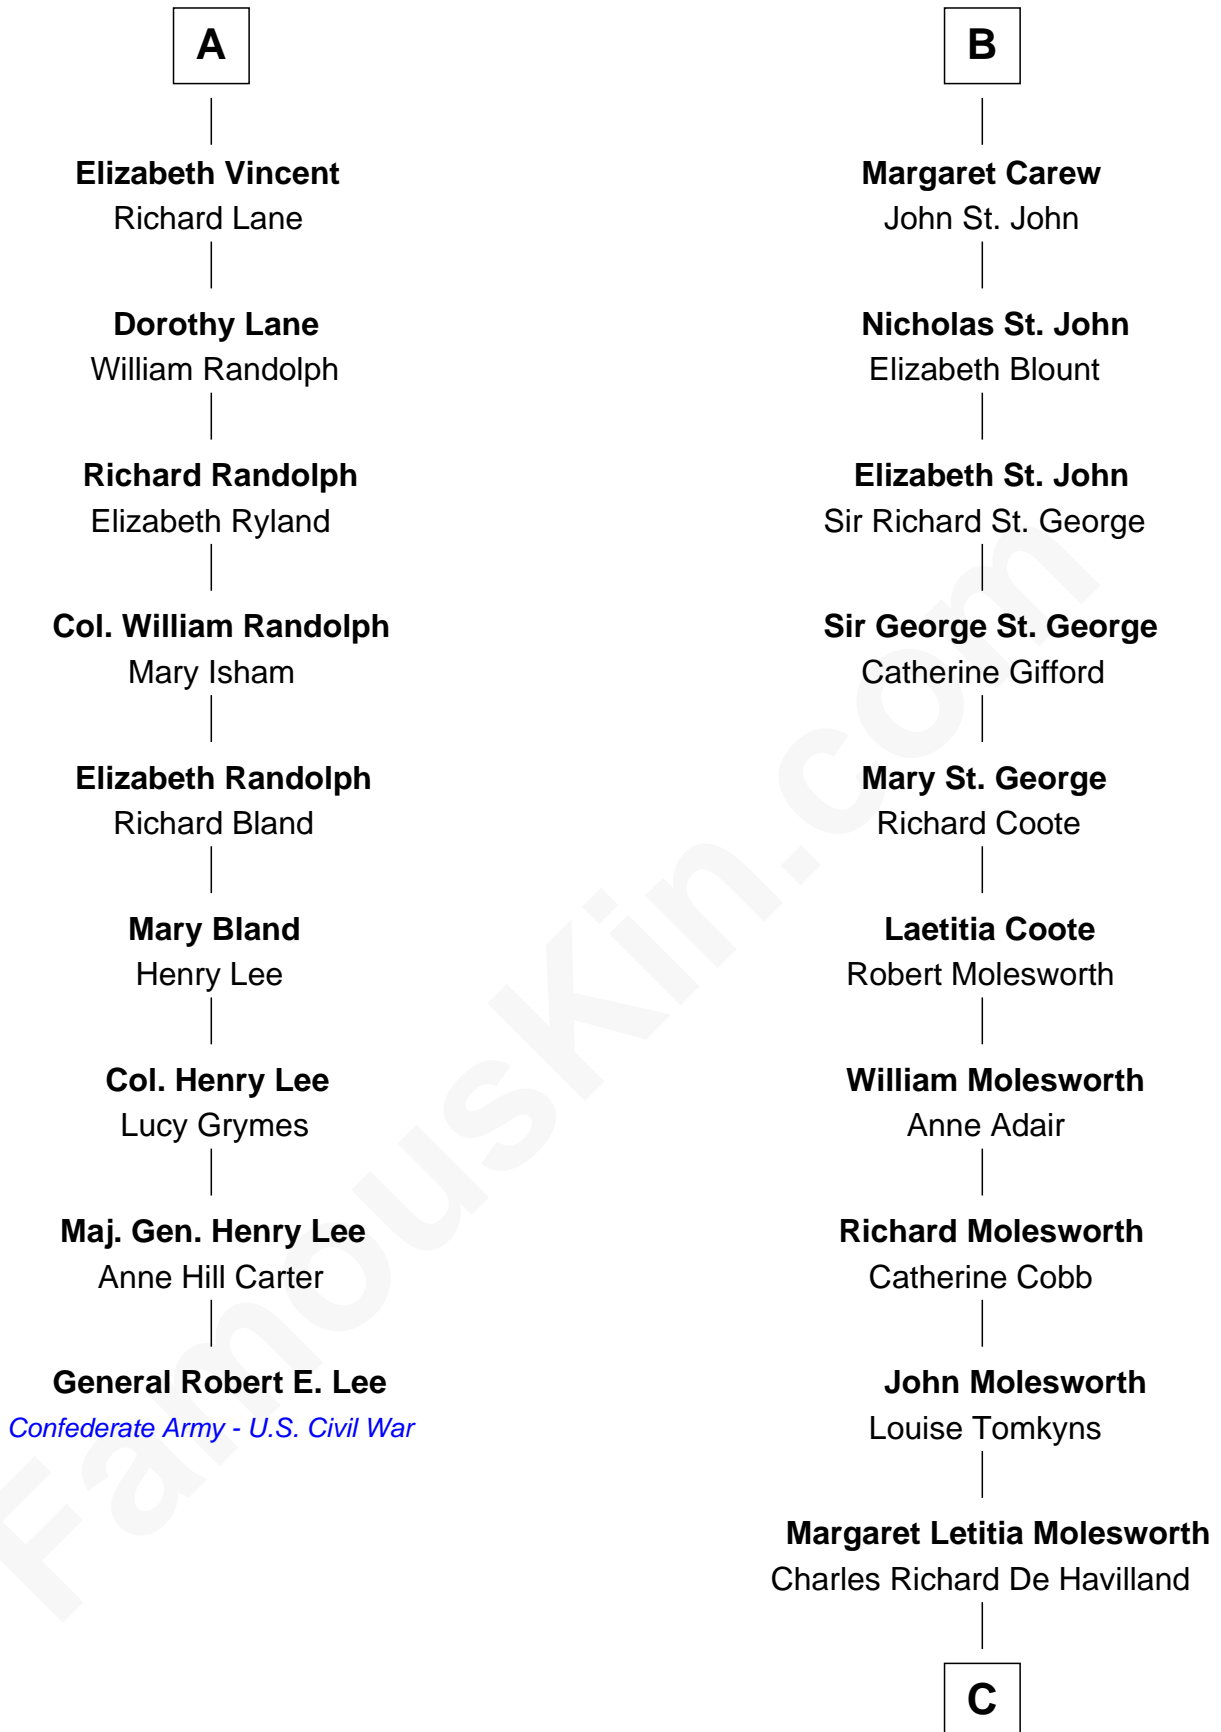 A
Elizabeth Vincent
Richard Lane
Dorothy Lane
William Randolph
Richard Randolph
Elizabeth Ryland
Col. William Randolph
Mary Isham
Elizabeth Randolph
Richard Bland
Mary Bland
Henry Lee
Col. Henry Lee
Lucy Grymes
Maj. Gen. Henry Lee
Anne Hill Carter
General Robert E. Lee
Confederate Army - U.S. Civil War
B
Margaret Carew
John St. John
Nicholas St. John
Elizabeth Blount
Elizabeth St. John
Sir Richard St. George
Sir George St. George
Catherine Gifford
Mary St. George
Richard Coote
Laetitia Coote
Robert Molesworth
William Molesworth
Anne Adair
Richard Molesworth
Catherine Cobb
John Molesworth
Louise Tomkyns
Margaret Letitia Molesworth
Charles Richard De Havilland
C
FamousKin.com